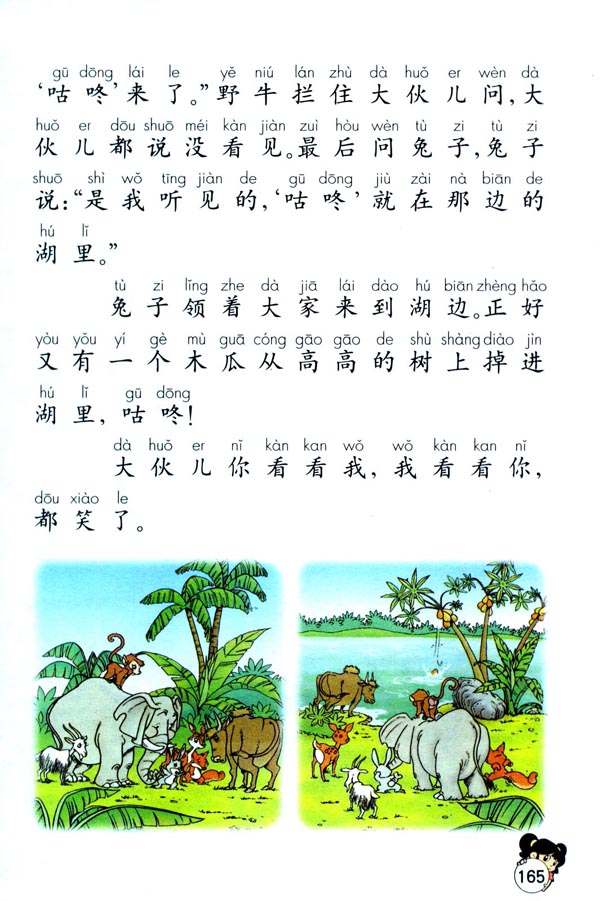 gū dōng lái le yě niú lán zhù dà huǒ er wèn dà
‘咕咚’来了。”野牛拦住大伙儿问,大
huǒ er dōu shuō méi kàn jiàn zuì hòu wèn tù zi tù zi
伙儿都说没看见。最后问兔子,兔子
shuō shì wǒ tīng jiàn de gū dōng jiù zài nà biān de
说:“是我听见的,‘咕咚’就在那边的
hú lǐ
湖里。”
tù zi lǐng zhe dà jiā lái dào hú biān zhèng hǎo
兔子领着大家来到湖边。正好
yòu yǒu yí gè mù guā cóng gāo gāo de shù shàng diào jìn
又有一个木瓜从高高的树上掉进
hú lǐ gū dōng
湖里,咕咚!
dà huǒ er nǐ kàn kan wǒ wǒ kàn kan nǐ
大伙儿你看看我,我看看你,
dōu xiào le
都笑了。
165